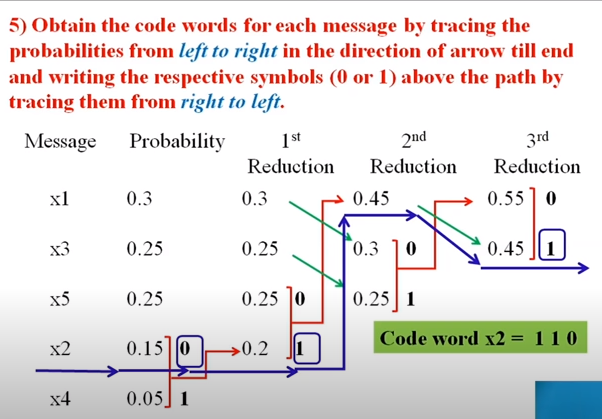 5) Obtain the code words for each message by tracing the
probabilities from left to right in the direction of arrow till end
and writing the respective symbols (0 or 1) above the path by
tracing them from right to left.
Message Probability 1st Reduction 2nd Reduction 3rd Reduction
x1 0.3 0.3 0.45 0.55 0
x3 0.25 0.25 0.3 0 0.45 1
x5 0.25 0.25 0 0.25 1
x2 0.15 0 0.2 1
Code word x2 = 1 1 0
x4 0.05 1